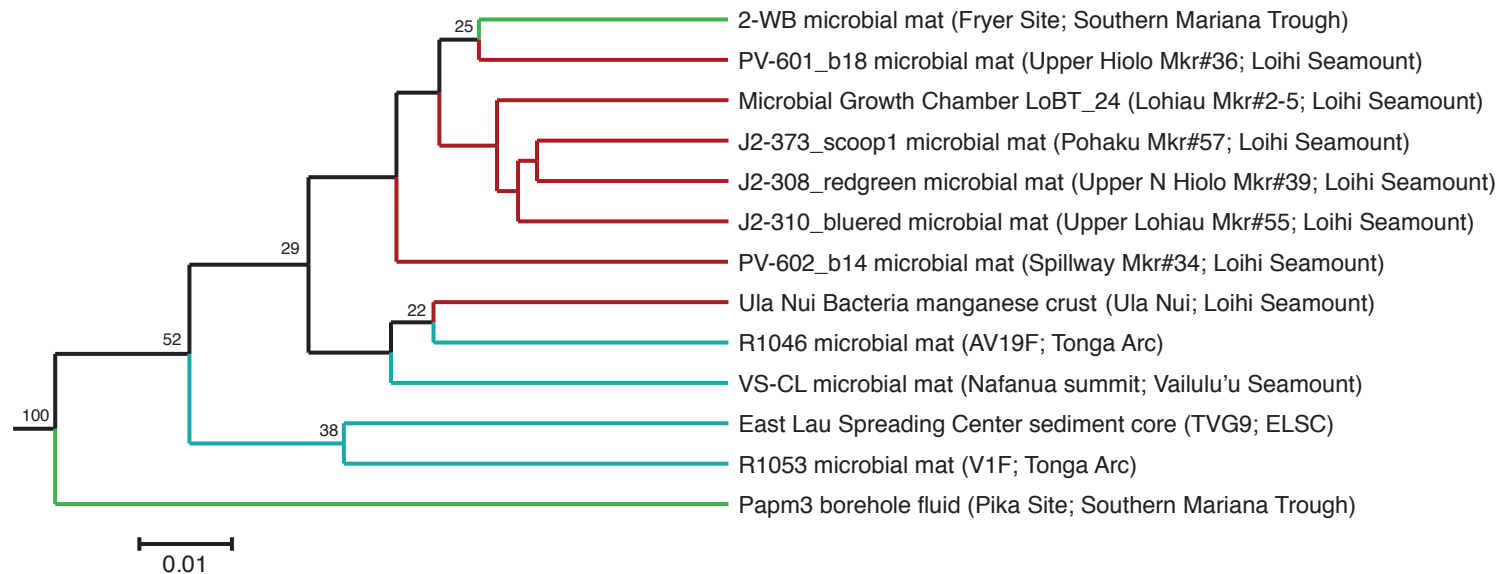 25
2-WB microbial mat (Fryer Site; Southern Mariana Trough)
PV-601_b18 microbial mat (Upper Hiolo Mkr#36; Loihi Seamount)
Microbial Growth Chamber LoBT_24 (Lohiau Mkr#2-5; Loihi Seamount)
J2-373_scoop1 microbial mat (Pohaku Mkr#57; Loihi Seamount)
J2-308_redgreen microbial mat (Upper N Hiolo Mkr#39; Loihi Seamount)
J2-310_bluered microbial mat (Upper Lohiau Mkr#55; Loihi Seamount)
29
PV-602_b14 microbial mat (Spillway Mkr#34; Loihi Seamount)
22
Ula Nui Bacteria manganese crust (Ula Nui; Loihi Seamount)
52
R1046 microbial mat (AV19F; Tonga Arc)
VS-CL microbial mat (Nafanua summit; Vailulu’u Seamount)
100
38
East Lau Spreading Center sediment core (TVG9; ELSC)
R1053 microbial mat (V1F; Tonga Arc)
Papm3 borehole fluid (Pika Site; Southern Mariana Trough)
0.01